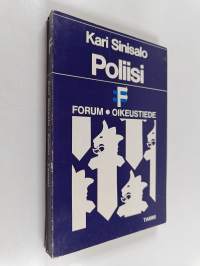 Kari Sinisalo
Poliisi
F
FORUM • OIKEUSTIEDE
TAMMI